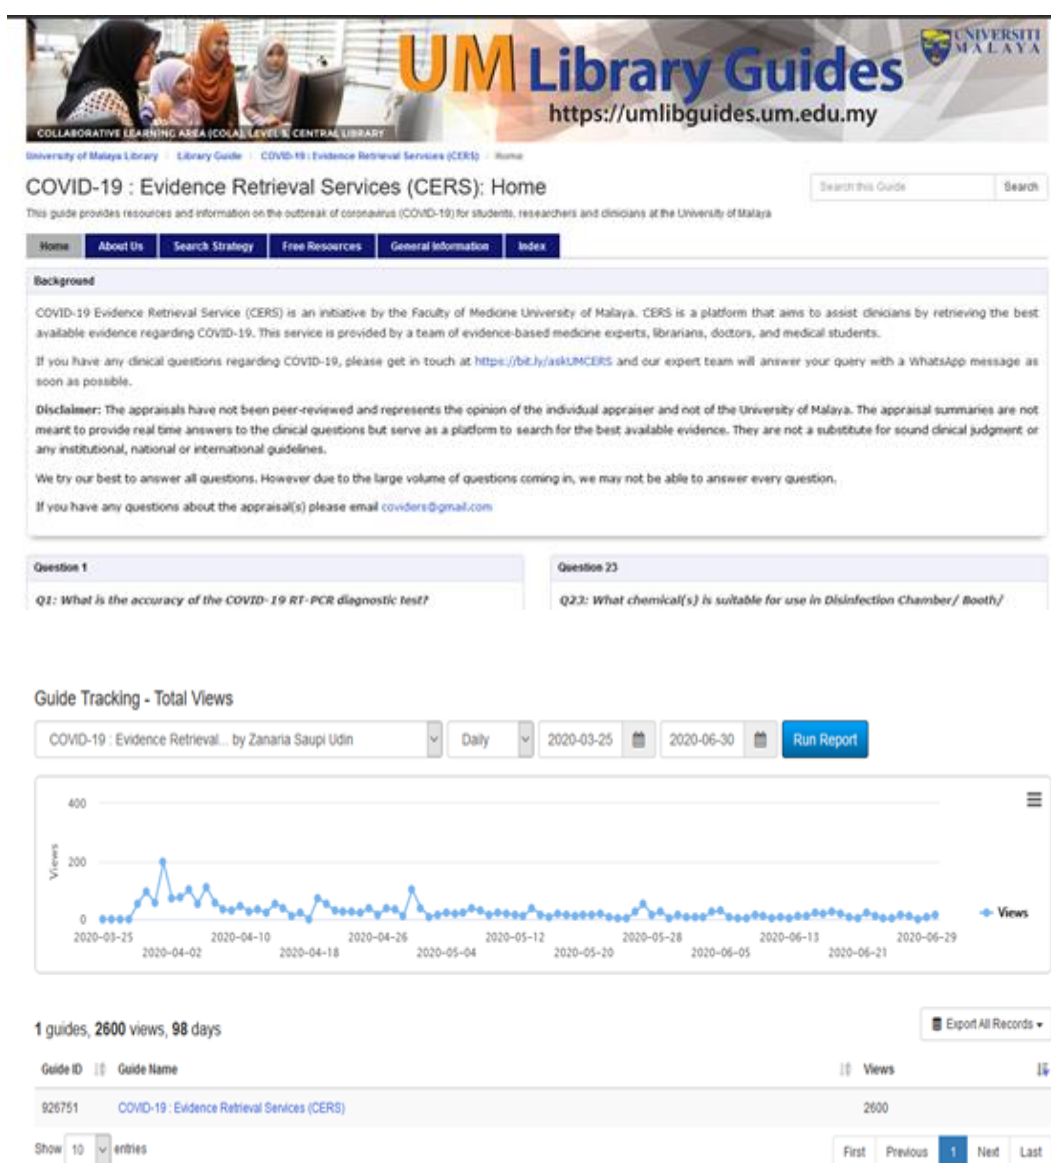 UM Library Guides
UNIVERSITI
MALAYA
https://umlibguides.um.edu.my
COLLABORATIVE LEARNING AREA (COLA), LEVEL 5, CENTRAL LIBRARY
University of Malaya Library / Library Guide / COVID-19 : Evidence Retrieval Services (CERS) / Home
COVID-19 : Evidence Retrieval Services (CERS): Home
Search this Guide Search
This guide provides resources and information on the outbreak of coronavirus (COVID-19) for students, researchers and clinicians at the University of Malaya
Home About Us Search Strategy Free Resources General Information Index
Background
COVID-19 Evidence Retrieval Service (CERS) is an initiative by the Faculty of Medicine University of Malaya. CERS is a platform that aims to assist clinicians by retrieving the best
available evidence regarding COVID-19. This service is provided by a team of evidence-based medicine experts, librarians, doctors, and medical students.
If you have any clinical questions regarding COVID-19, please get in touch at https://bit.ly/askUMCERS and our expert team will answer your query with a WhatsApp message as
soon as possible.
Disclaimer: The appraisals have not been peer-reviewed and represents the opinion of the individual appraiser and not of the University of Malaya. The appraisal summaries are not
meant to provide real time answers to the clinical questions but serve as a platform to search for the best available evidence. They are not a substitute for sound clinical judgment or
any institutional, national or international guidelines.
We try our best to answer all questions. However due to the large volume of questions coming in, we may not be able to answer every question.
If you have any questions about the appraisal(s) please email coviders@gmail.com
Question 1
Q1: What is the accuracy of the COVID-19 RT-PCR diagnostic test?
Question 23
Q23: What chemical(s) is suitable for use in Disinfection Chamber/ Booth/
Guide Tracking - Total Views
COVID-19 : Evidence Retrieval... by Zanaria Saupi Udin Daily 2020-03-25 2020-06-30 Run Report
400
200
0
Views
2020-03-25 2020-04-10 2020-04-26 2020-05-12 2020-05-28 2020-06-13 2020-06-29
2020-04-02 2020-04-18 2020-05-04 2020-05-20 2020-06-05 2020-06-21
Views
1 guides, 2600 views, 98 days
Export All Records
Guide ID Guide Name Views
926751 COVID-19 : Evidence Retrieval Services (CERS) 2600
Show 10 entries
First Previous 1 Next Last